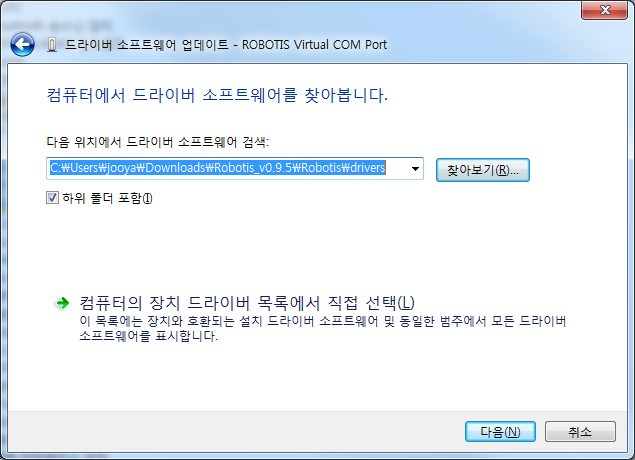 드라이버 소프트웨어 업데이트 - ROBOTIS Virtual COM Port
컴퓨터에서 드라이버 소프트웨어를 찾아봅니다.
다음 위치에서 드라이버 소프트웨어 검색:
C:₩Users₩jooya₩Downloads₩Robotis_v0.9.5₩Robotis₩drivers
찾아보기(R)...
하위 폴더 포함(I)
컴퓨터의 장치 드라이버 목록에서 직접 선택(L)
이 목록에는 장치와 호환되는 설치 드라이버 소프트웨어 및 동일한 범주에서 모든 드라이버
소프트웨어를 표시합니다.
다음(N)
취소